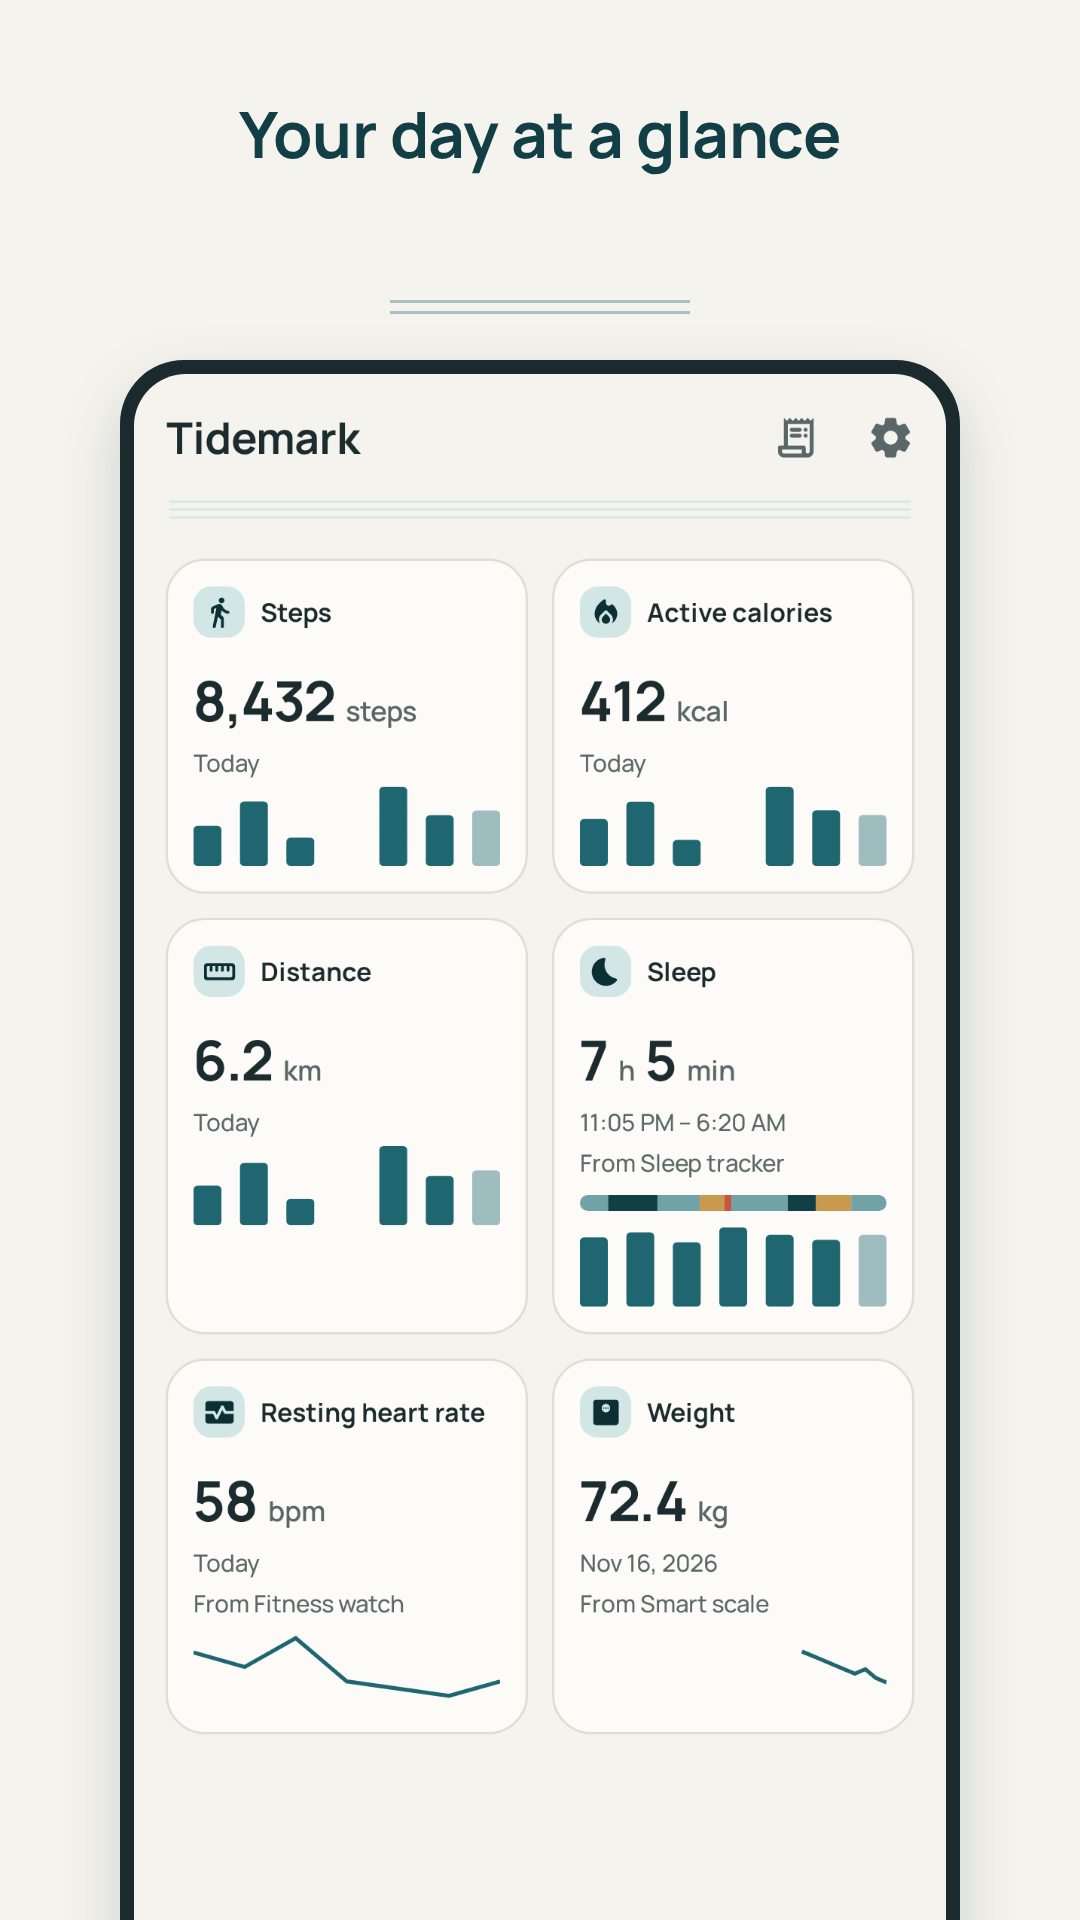 Your day at a glance
Tidemark
Steps
8,432 steps
Today
Active calories
412 kcal
Today
Distance
6.2 km
Today
Sleep
7 h 5 min
11:05 PM – 6:20 AM
From Sleep tracker
Resting heart rate
58 bpm
Today
From Fitness watch
Weight
72.4 kg
Nov 16, 2026
From Smart scale